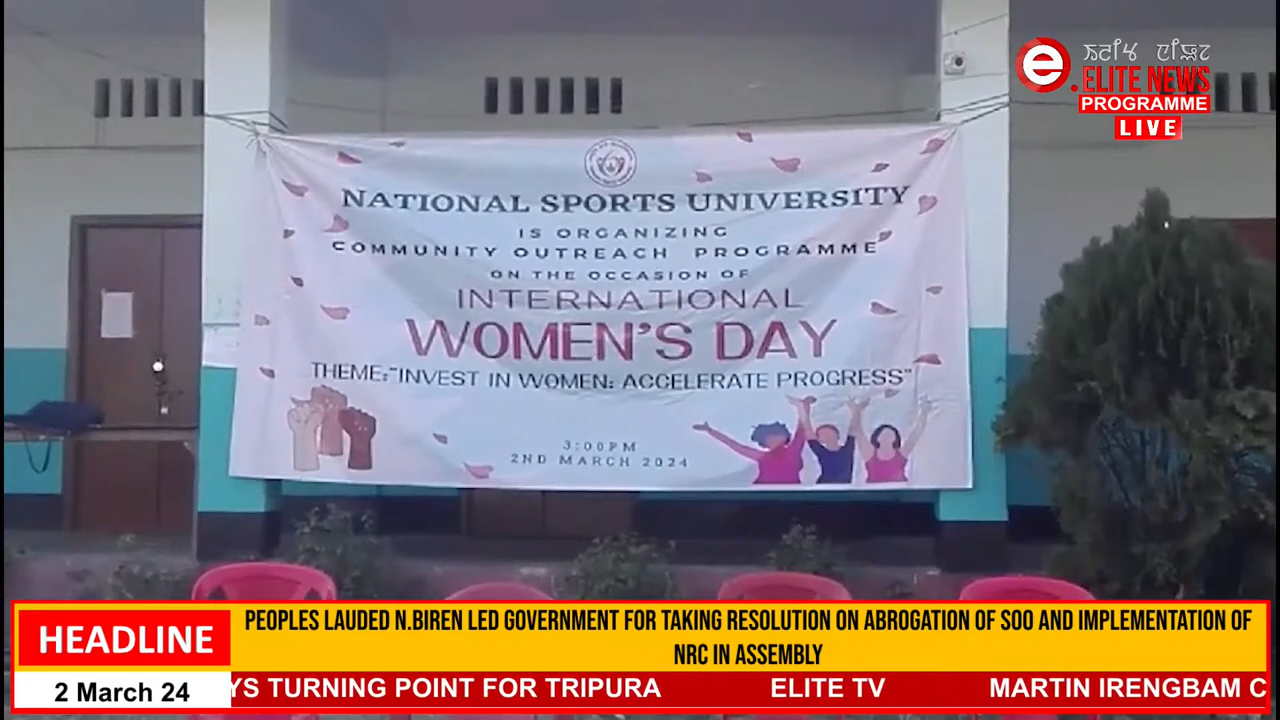 e.
ELITE NEWS
PROGRAMME
LIVE
NATIONAL SPORTS UNIVERSITY
IS ORGANIZING
COMMUNITY OUTREACH PROGRAMME
ON THE OCCASION OF
INTERNATIONAL
WOMEN'S DAY
THEME:"INVEST IN WOMEN: ACCELERATE PROGRESS"
3:00PM
2ND MARCH 2024
HEADLINE
PEOPLES LAUDED N.BIREN LED GOVERNMENT FOR TAKING RESOLUTION ON ABROGATION OF SOO AND IMPLEMENTATION OF
NRC IN ASSEMBLY
2 March 24
YS TURNING POINT FOR TRIPURA ELITE TV MARTIN IRENGBAM C